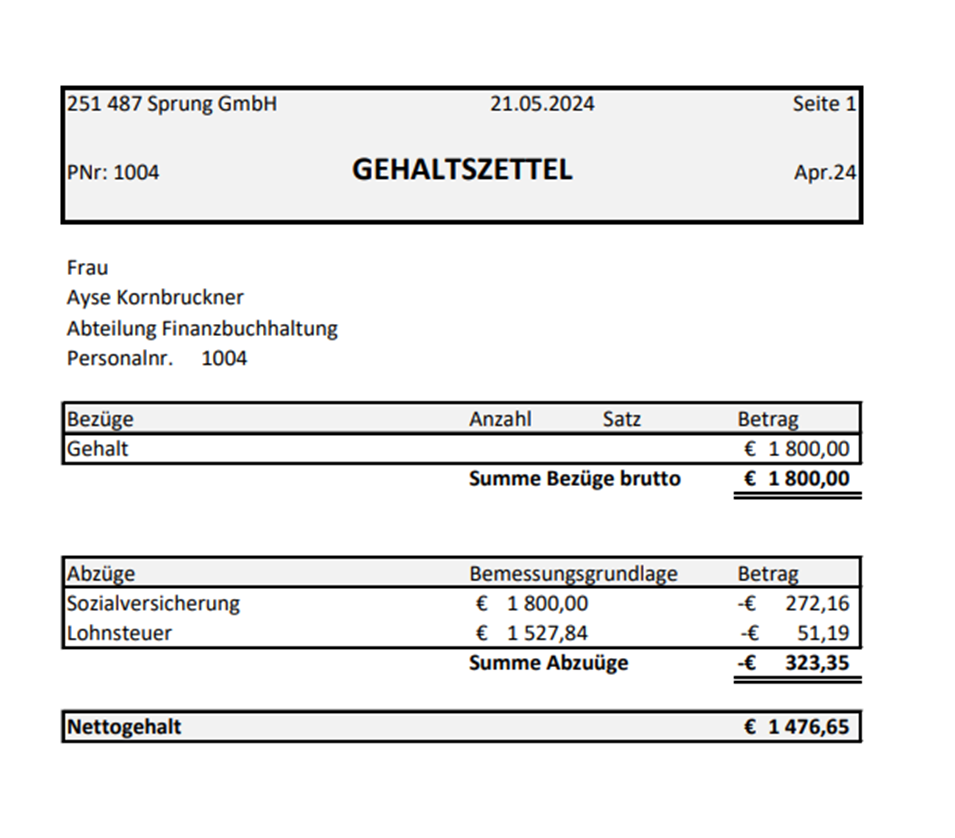 251 487 Sprung GmbH 21.05.2024 Seite 1
PNr: 1004 GEHALTSZETTEL Apr.24
Frau
Ayse Kornbruckner
Abteilung Finanzbuchhaltung
Personalnr. 1004
Bezüge Anzahl Satz Betrag
Gehalt € 1 800,00
Summe Bezüge brutto € 1 800,00
Abzüge Bemessungsgrundlage Betrag
Sozialversicherung € 1 800,00 -€ 272,16
Lohnsteuer € 1 527,84 -€ 51,19
Summe Abzuüge -€ 323,35
Nettogehalt € 1 476,65